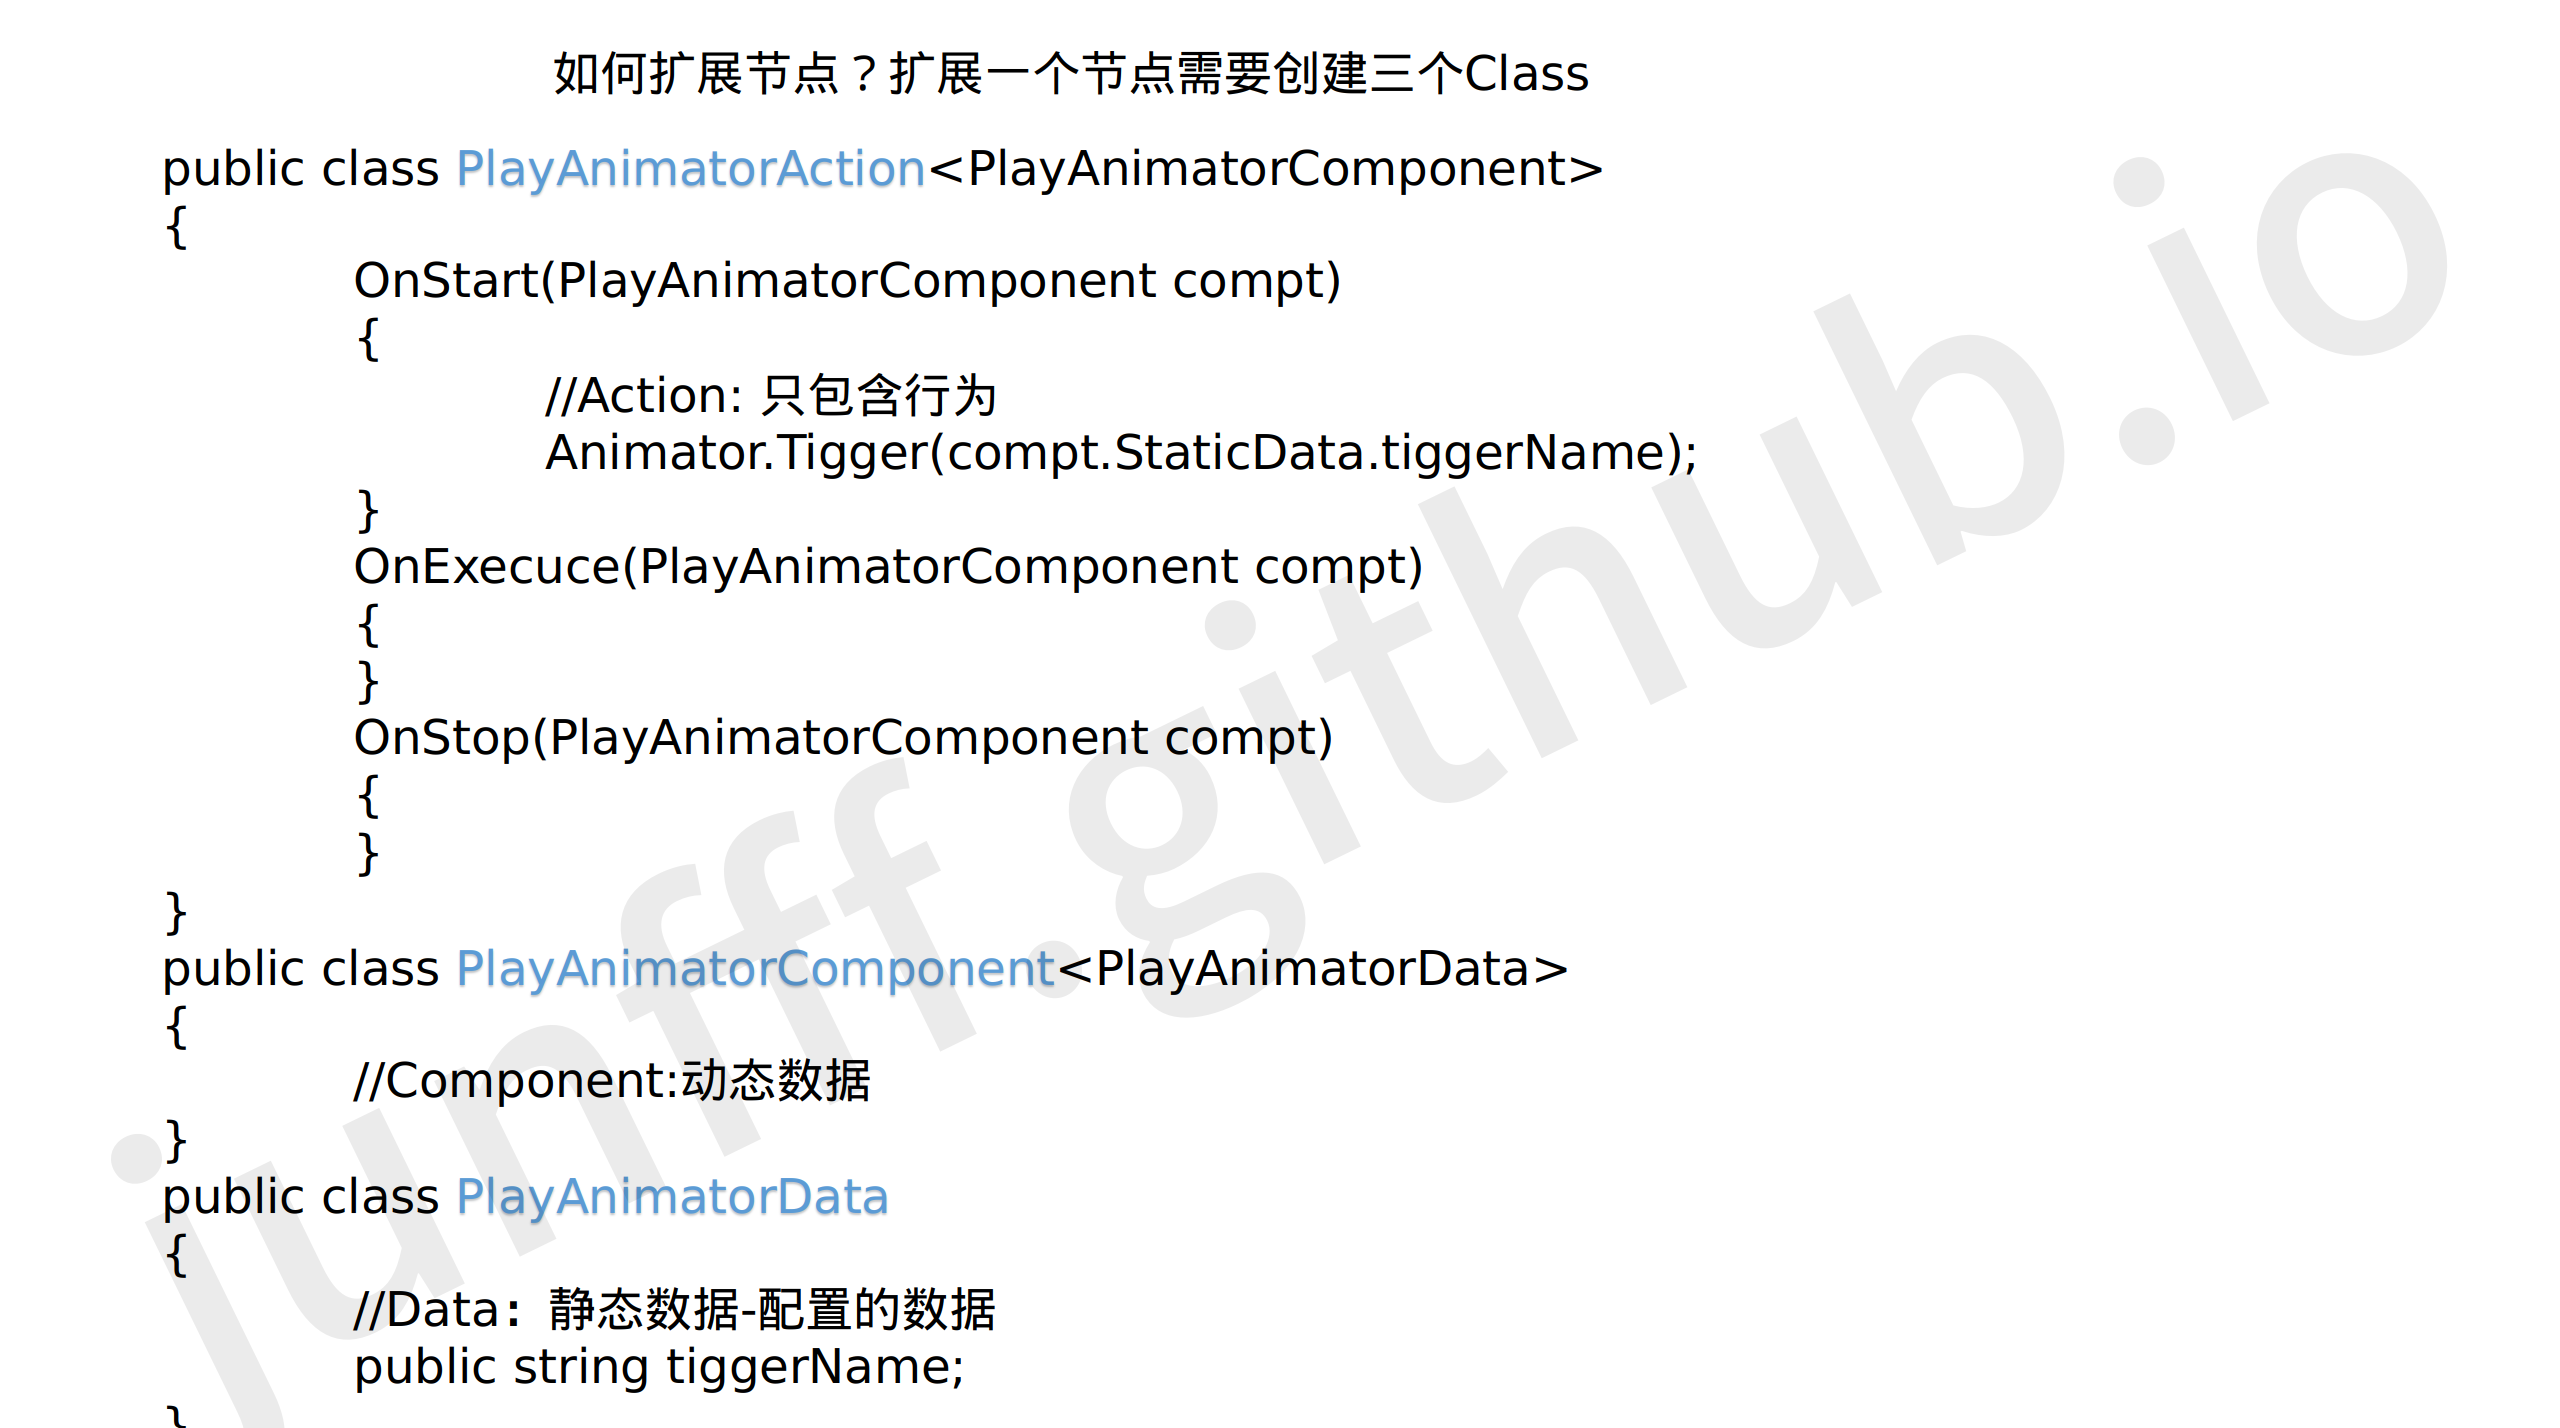 如何扩展节点？扩展一个节点需要创建三个Class
public class PlayAnimatorAction<PlayAnimatorComponent>
{
OnStart(PlayAnimatorComponent compt)
{
//Action: 只包含行为
Animator.Tigger(compt.StaticData.tiggerName);
}
OnExecuce(PlayAnimatorComponent compt)
{
}
OnStop(PlayAnimatorComponent compt)
{
}
}
public class PlayAnimatorComponent<PlayAnimatorData>
{
//Component:动态数据
}
public class PlayAnimatorData
{
//Data：静态数据-配置的数据
public string tiggerName;
}
junfff.github.io